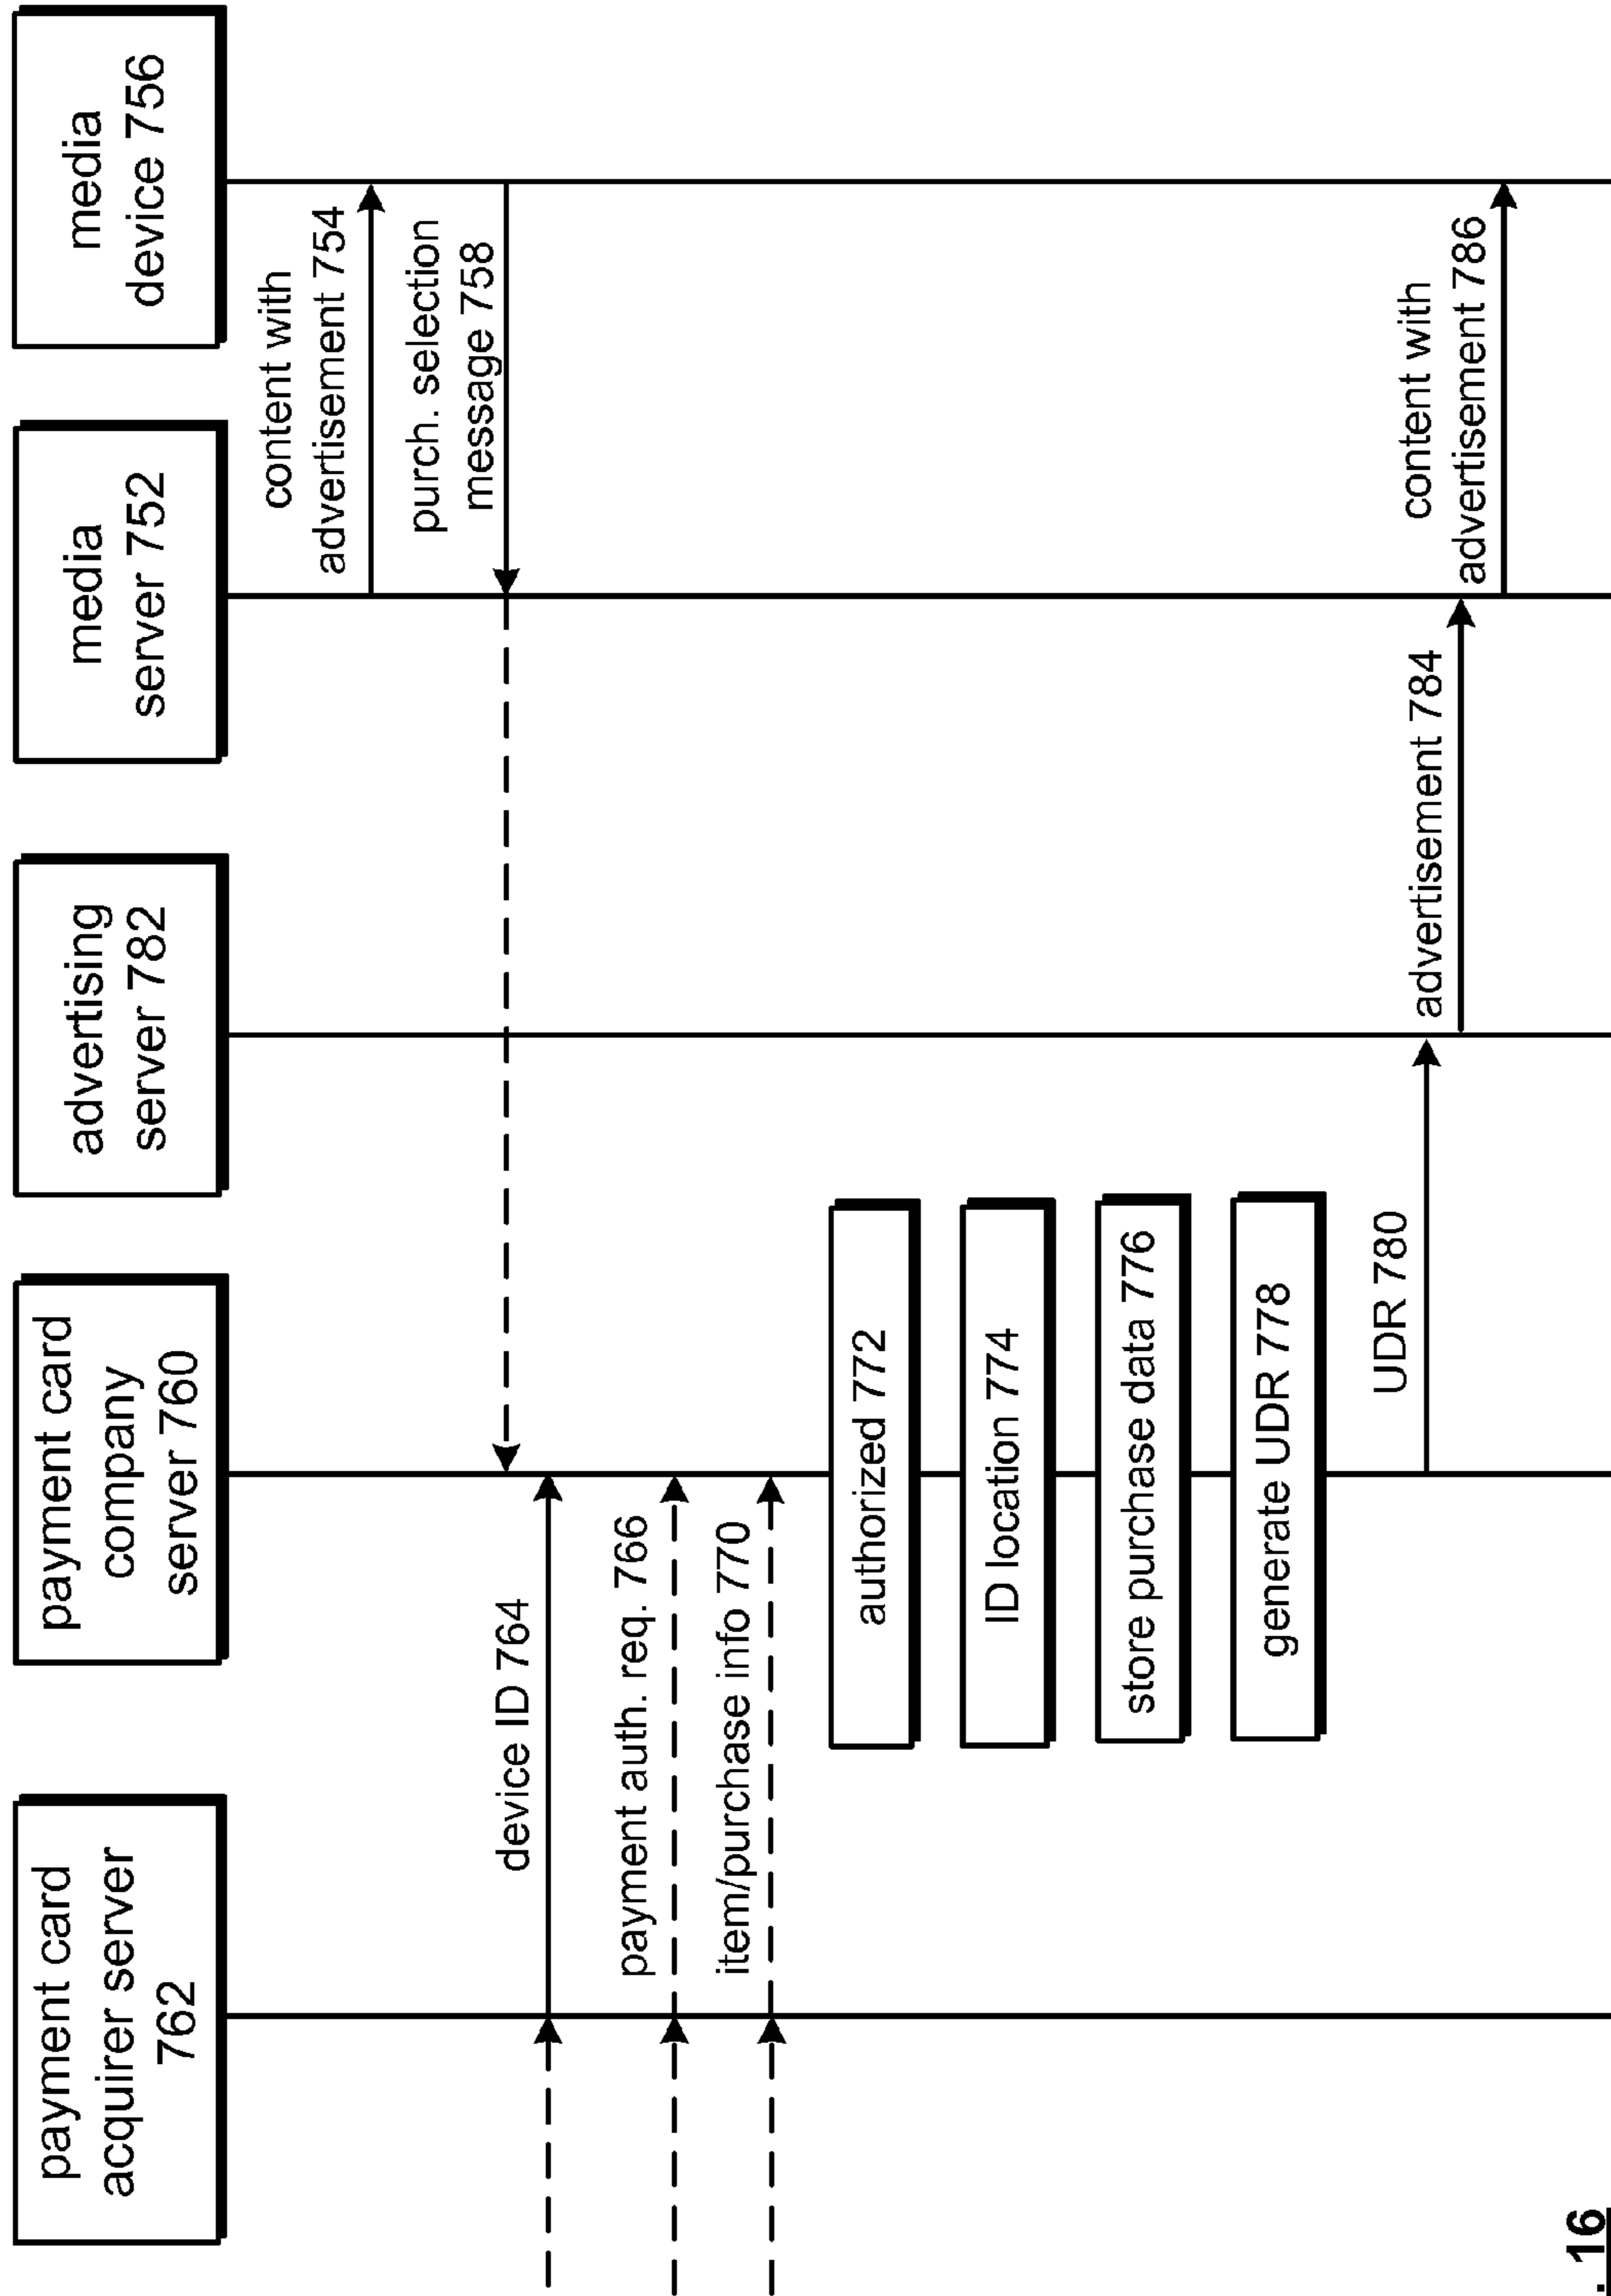 payment card
acquirer server
762
payment card
company
server 760
advertising
server 782
media
server 752
media
device 756
content with
advertisement 754
purch. selection
message 758
device ID 764
payment auth. req. 766
item/purchase info 770
authorized 772
ID location 774
store purchase data 776
generate UDR 778
UDR 780
advertisement 784
content with
advertisement 786
. 16